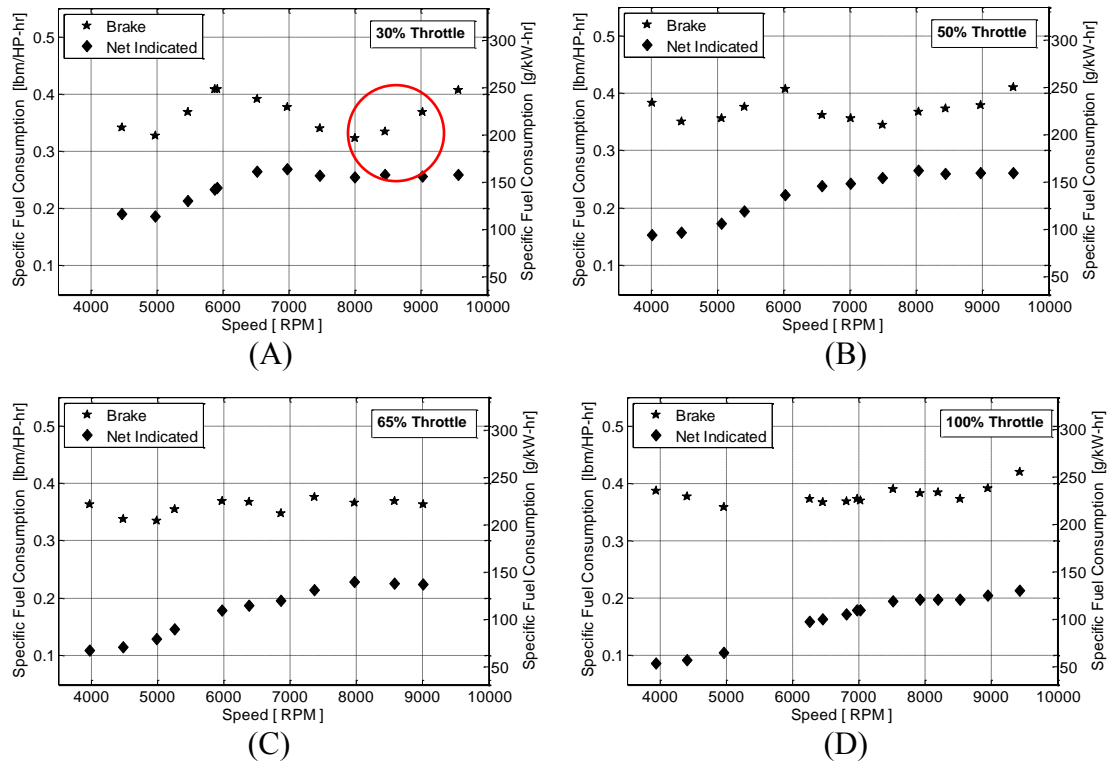 Brake
Net Indicated
30% Throttle
Specific Fuel Consumption [lbm/HP-hr]
0.5
0.4
0.3
0.2
0.1
Specific Fuel Consumption [g/kW-hr]
300
250
200
150
100
50
4000 5000 6000 7000 8000 9000 10000
Speed [ RPM ]
(A)
Brake
Net Indicated
50% Throttle
Specific Fuel Consumption [lbm/HP-hr]
0.5
0.4
0.3
0.2
0.1
Specific Fuel Consumption [g/kW-hr]
300
250
200
150
100
50
4000 5000 6000 7000 8000 9000 10000
Speed [ RPM ]
(B)
Brake
Net Indicated
65% Throttle
Specific Fuel Consumption [lbm/HP-hr]
0.5
0.4
0.3
0.2
0.1
Specific Fuel Consumption [g/kW-hr]
300
250
200
150
100
50
4000 5000 6000 7000 8000 9000 10000
Speed [ RPM ]
(C)
Brake
Net Indicated
100% Throttle
Specific Fuel Consumption [lbm/HP-hr]
0.5
0.4
0.3
0.2
0.1
Specific Fuel Consumption [g/kW-hr]
300
250
200
150
100
50
4000 5000 6000 7000 8000 9000 10000
Speed [ RPM ]
(D)